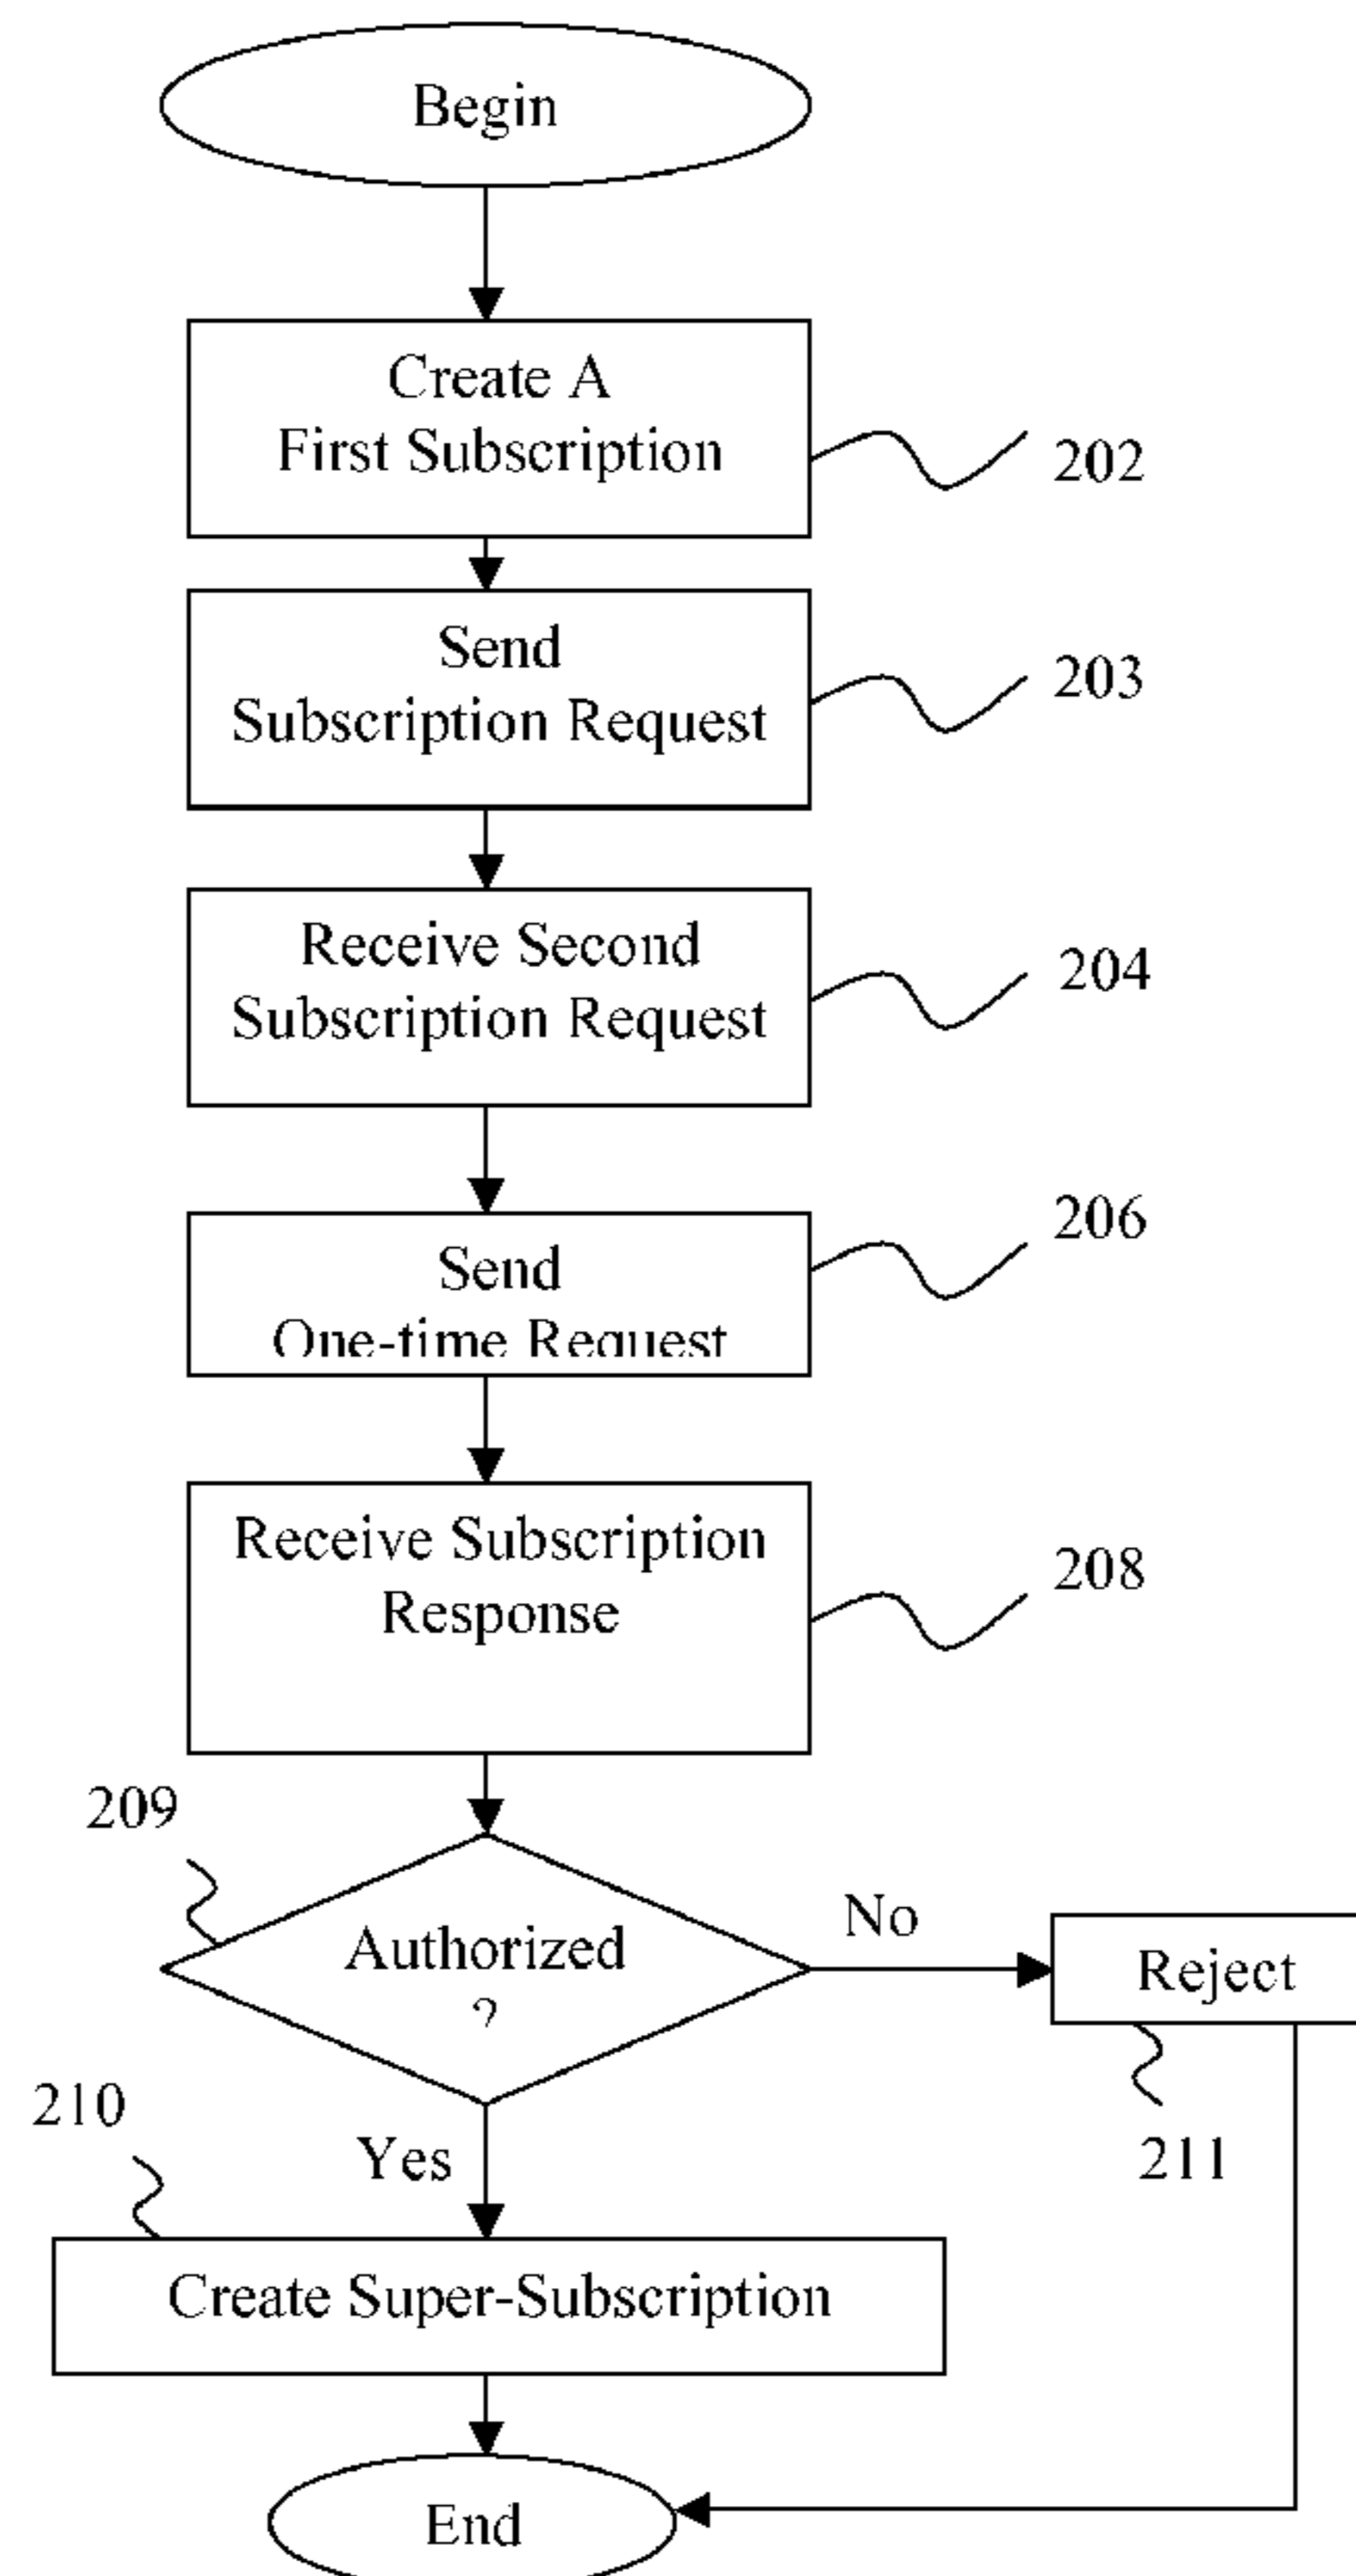 Begin
Create A
First Subscription
202
Send
Subscription Request
203
Receive Second
Subscription Request
204
Send
One-time Request
206
Receive Subscription
Response
208
209
Authorized
?
No
Reject
211
210
Yes
Create Super-Subscription
End